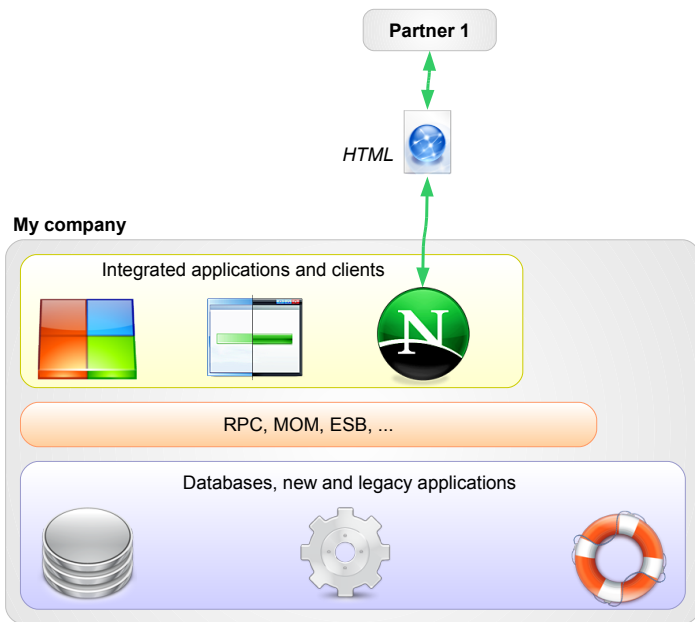 Partner 1
HTML
My company
Integrated applications and clients
N
RPC, MOM, ESB, ...
Databases, new and legacy applications